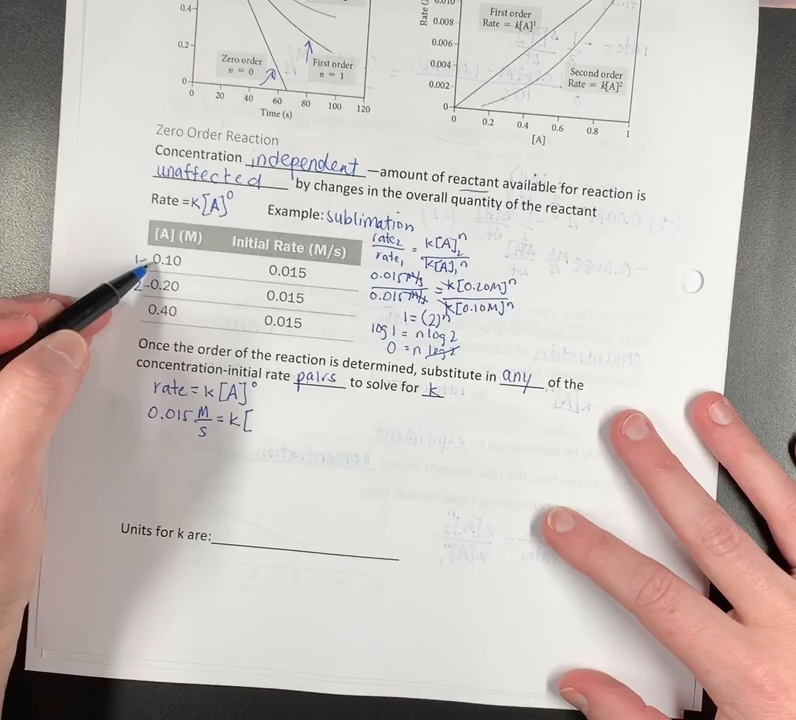 0.4
0.2
0
Zero order
n = 0
First order
n = 1
0 20 40 60 80 100 120
Time (s)
Rate
0.010
0.008
0.006
0.004
0.002
0
First order
Rate = k[A]¹
Second order
Rate = k[A]²
0 0.2 0.4 0.6 0.8 1
[A]
Zero Order Reaction
Concentration independent —amount of reactant available for reaction is
unaffected by changes in the overall quantity of the reactant
Rate = K[A]⁰ Example: sublimation
[A] (M) Initial Rate (M/s)
1- 0.10 0.015
2- 0.20 0.015
0.40 0.015
rate₂/rate₁ = K[A]₂ⁿ/K[A]₁ⁿ
0.015 M/s / 0.015 M/s = K[0.20M]ⁿ/K[0.10M]ⁿ
1 = (2)ⁿ
log 1 = n log 2
0 = n log 2
Once the order of the reaction is determined, substitute in any of the
concentration-initial rate pairs to solve for k
rate = K[A]⁰
0.015 M/s = K[
Units for k are: